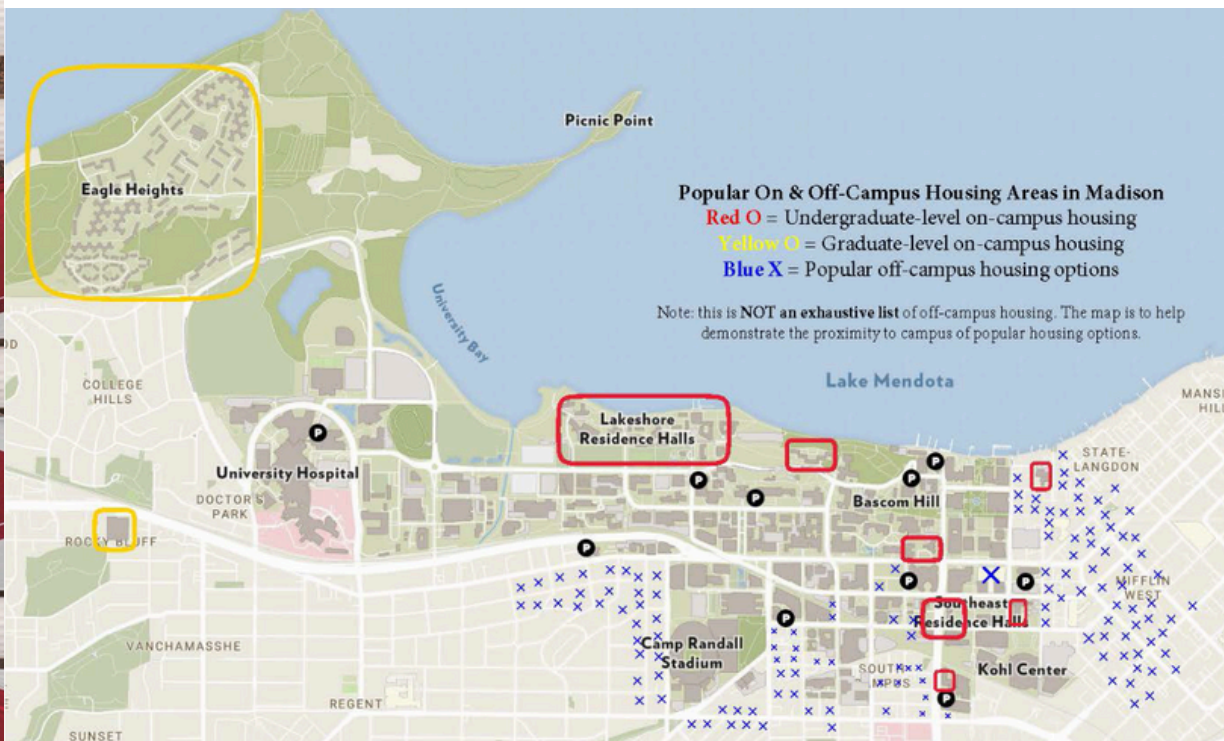 Picnic Point
Eagle Heights
Popular On & Off-Campus Housing Areas in Madison
Red O = Undergraduate-level on-campus housing
Yellow O = Graduate-level on-campus housing
Blue X = Popular off-campus housing options
Note: this is NOT an exhaustive list of off-campus housing. The map is to help
demonstrate the proximity to campus of popular housing options.
University Bay
Lake Mendota
COLLEGE
HILLS
Lakeshore
Residence Halls
STATE-
LANGDON
University Hospital
DOCTOR'S
PARK
Bascom Hill
ROCKY BLUFF
MIFFLIN
WEST
Southeast
Residence Halls
VANCHAMASSHE
Camp Randall
Stadium
SOUTH
Kohl Center
REGENT
SUNSET
P
P
P
P
P
P
P
P
P
P